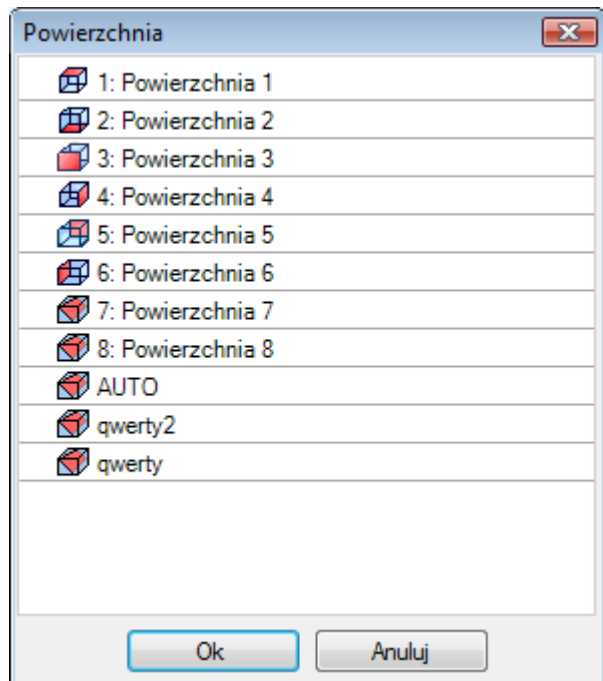 Powierzchnia
1: Powierzchnia 1
2: Powierzchnia 2
3: Powierzchnia 3
4: Powierzchnia 4
5: Powierzchnia 5
6: Powierzchnia 6
7: Powierzchnia 7
8: Powierzchnia 8
AUTO
qwerty2
qwerty
Ok
Anuluj